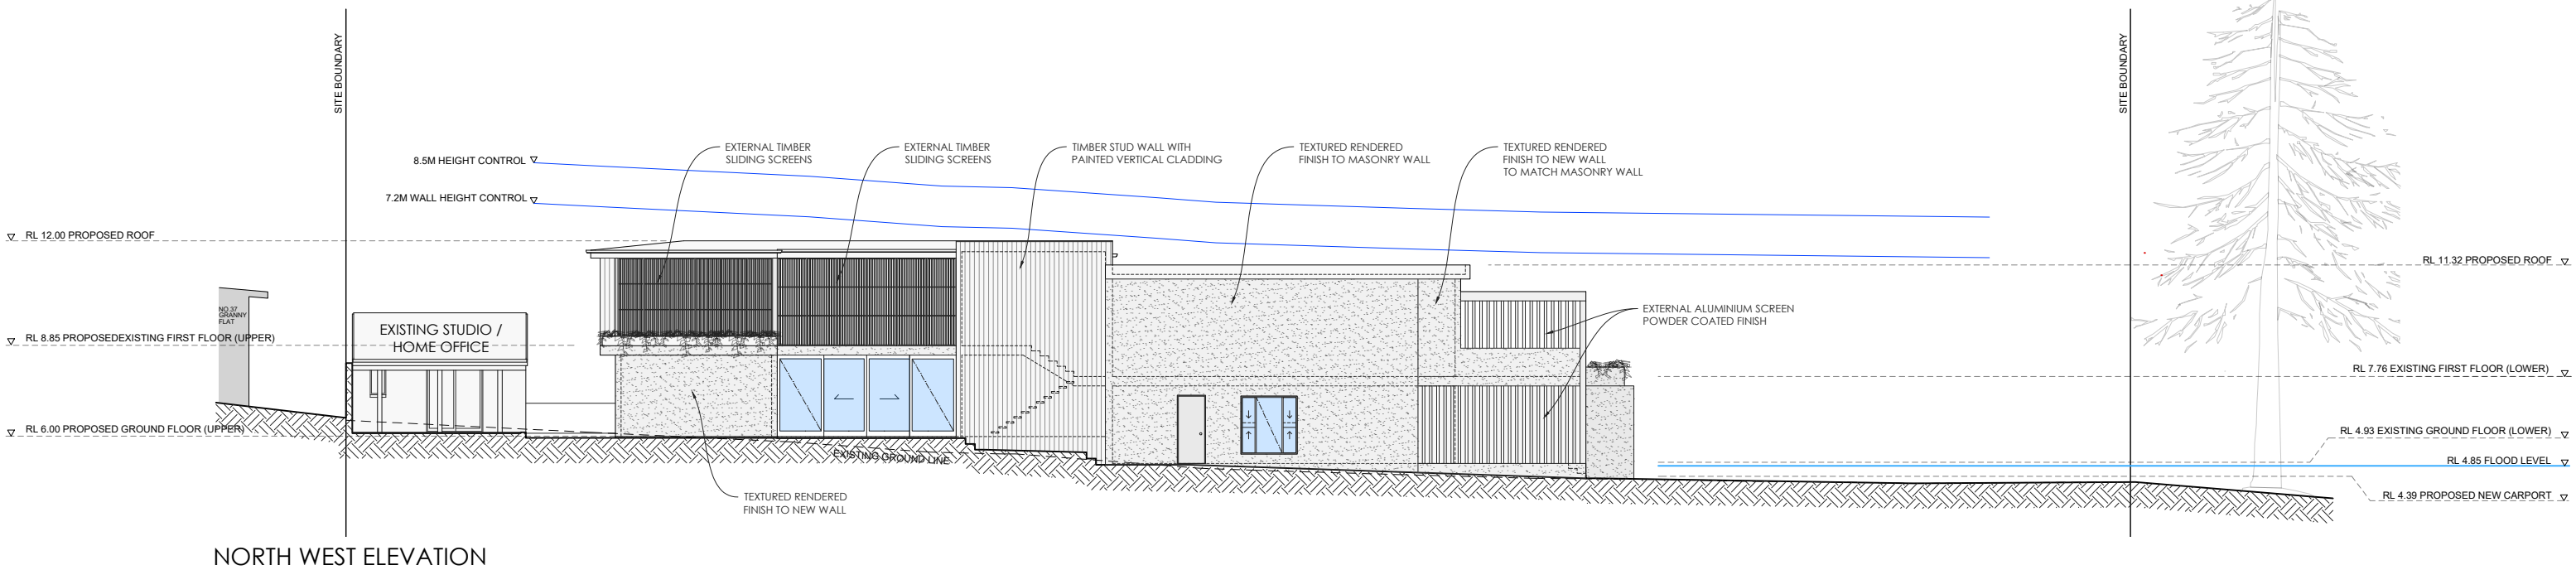 SITE BOUNDARY
SITE BOUNDARY
EXTERNAL TIMBER
SLIDING SCREENS
EXTERNAL TIMBER
SLIDING SCREENS
TIMBER STUD WALL WITH
PAINTED VERTICAL CLADDING
TEXTURED RENDERED
FINISH TO MASONRY WALL
TEXTURED RENDERED
FINISH TO NEW WALL
TO MATCH MASONRY WALL
8.5M HEIGHT CONTROL
7.2M WALL HEIGHT CONTROL
RL 12.00 PROPOSED ROOF
RL 11.32 PROPOSED ROOF
NO.37
GRANNY
FLAT
EXISTING STUDIO /
HOME OFFICE
EXTERNAL ALUMINIUM SCREEN
POWDER COATED FINISH
RL 8.85 PROPOSEDEXISTING FIRST FLOOR (UPPER)
RL 7.76 EXISTING FIRST FLOOR (LOWER)
RL 6.00 PROPOSED GROUND FLOOR (UPPER)
RL 4.93 EXISTING GROUND FLOOR (LOWER)
EXISTING GROUND LINE
RL 4.85 FLOOD LEVEL
RL 4.39 PROPOSED NEW CARPORT
TEXTURED RENDERED
FINISH TO NEW WALL
NORTH WEST ELEVATION